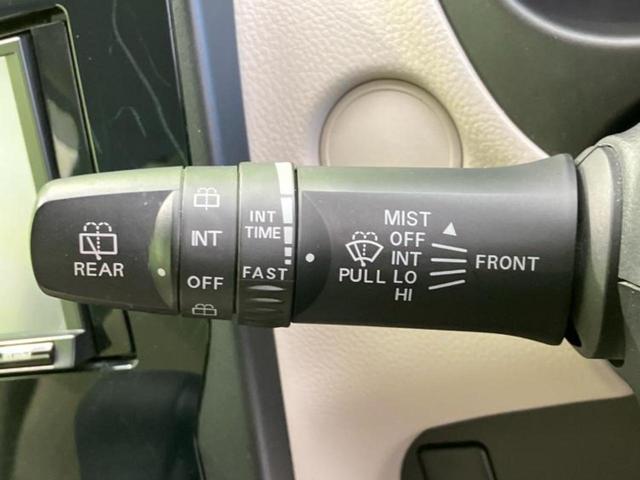 REAR
INT
OFF
INT
TIME
FAST
MIST
OFF
INT
PULL LO
HI
FRONT